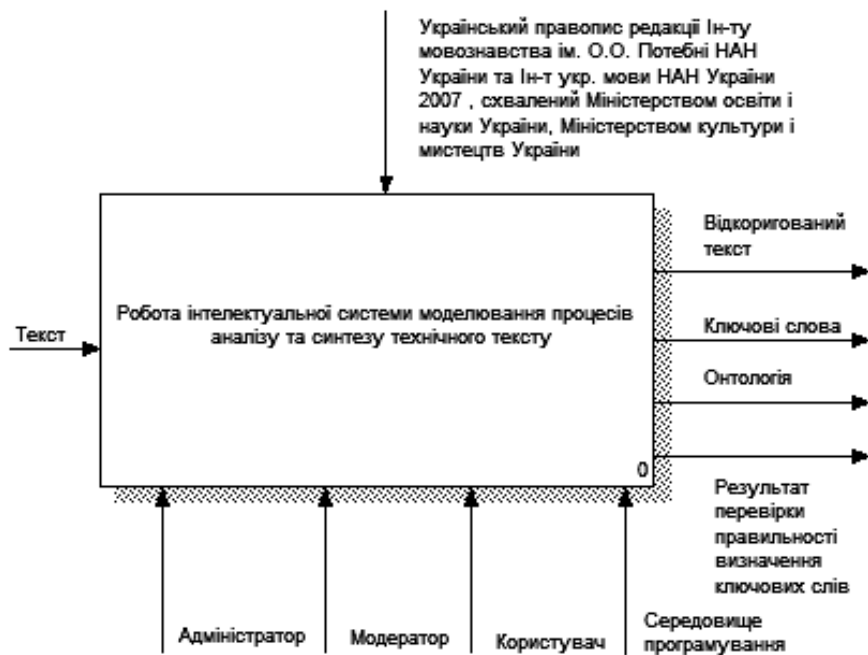 Український правопис редакції Ін-ту
мовознавства ім. О.О. Потебні НАН
України та Ін-т укр. мови НАН України
2007 , схвалений Міністерством освіти і
науки України, Міністерством культури і
мистецтв України
Відкоригований
текст
Робота інтелектуальної системи моделювання процесів
аналізу та синтезу технічного тексту
Текст
Ключові слова
Онтологія
0
Результат
перевірки
правильності
визначення
ключових слів
Адміністратор
Модератор
Користувач
Середовище
програмування